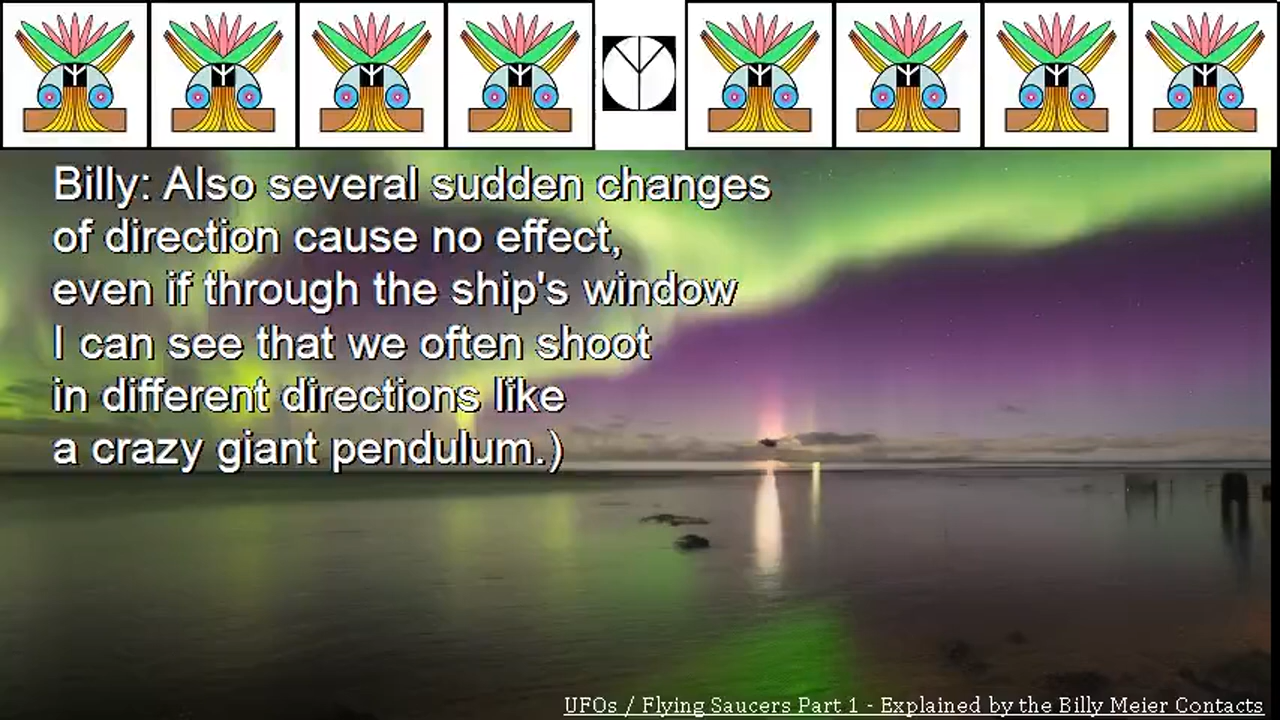 Billy: Also several sudden changes
of direction cause no effect,
even if through the ship's window
I can see that we often shoot
in different directions like
a crazy giant pendulum.)
UFOs / Flying Saucers Part 1 - Explained by the Billy Meier Contacts